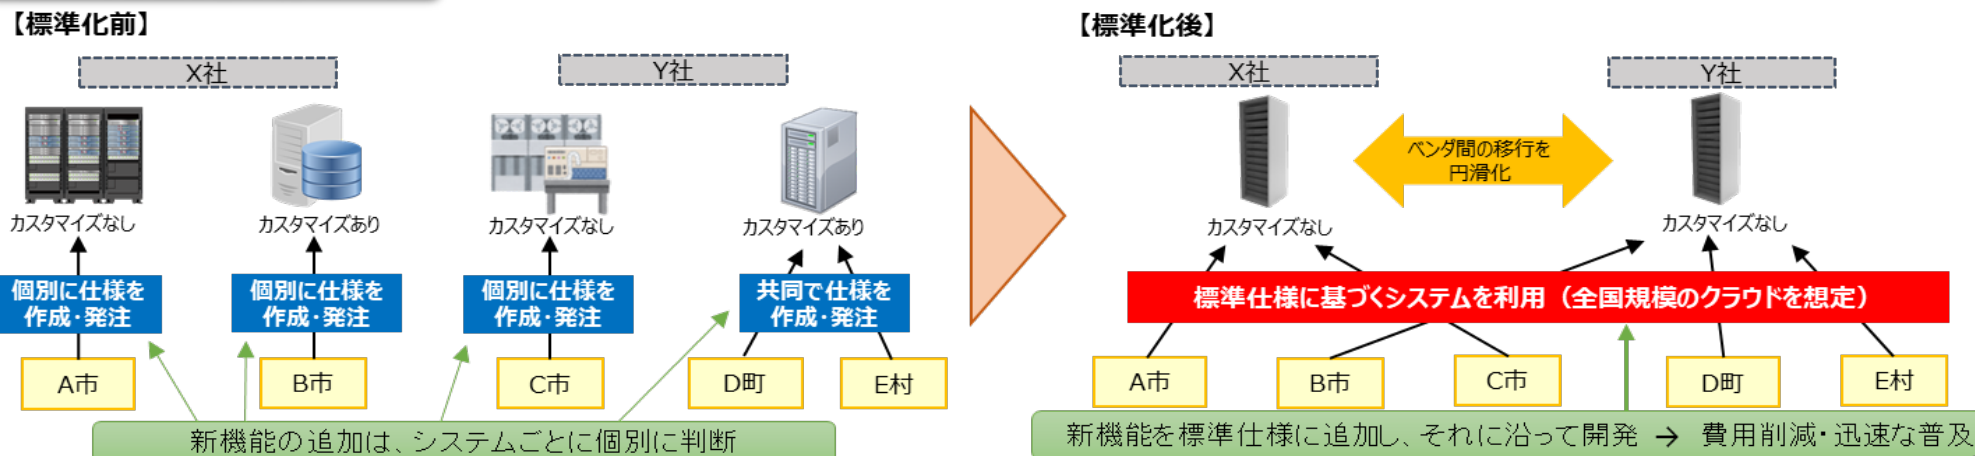 【標準化前】
X社
Y社
カスタマイズなし
カスタマイズあり
カスタマイズなし
カスタマイズあり
個別に仕様を
作成・発注
個別に仕様を
作成・発注
個別に仕様を
作成・発注
共同で仕様を
作成・発注
A市
B市
C市
D町
E村
新機能の追加は、システムごとに個別に判断
【標準化後】
X社
Y社
ベンダ間の移行を
円滑化
カスタマイズなし
カスタマイズなし
標準仕様に基づくシステムを利用（全国規模のクラウドを想定）
A市
B市
C市
D町
E村
新機能を標準仕様に追加し、それに沿って開発 → 費用削減・迅速な普及